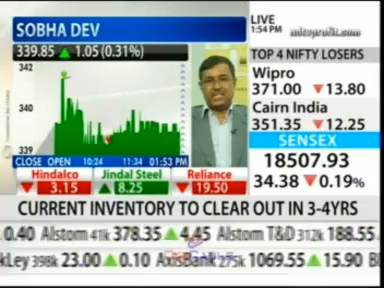 SOBHA DEV
339.85 ▲ 1.05 (0.31%)
342
340
339
CLOSE OPEN 10:24 11:34 01:53 PM
Hindalco Jindal Steel Reliance
▼ 3.15 ▲ 8.25 ▼ 19.50
LIVE
1:54 PM ndtvprofit.com
TOP 4 NIFTY LOSERS
Wipro
371.00 ▼ 13.80
Cairn India
351.35 ▼ 12.25
SENSEX
18507.93
34.38 ▼ 0.19%
CURRENT INVENTORY TO CLEAR OUT IN 3-4YRS
0.40 Alstom 41k 378.35 ▲ 4.45 Alstom T&D 312k 188.55
kLey 398k 23.00 ▲ 0.10 AxisBank 275k 1069.55 ▲ 15.90 B